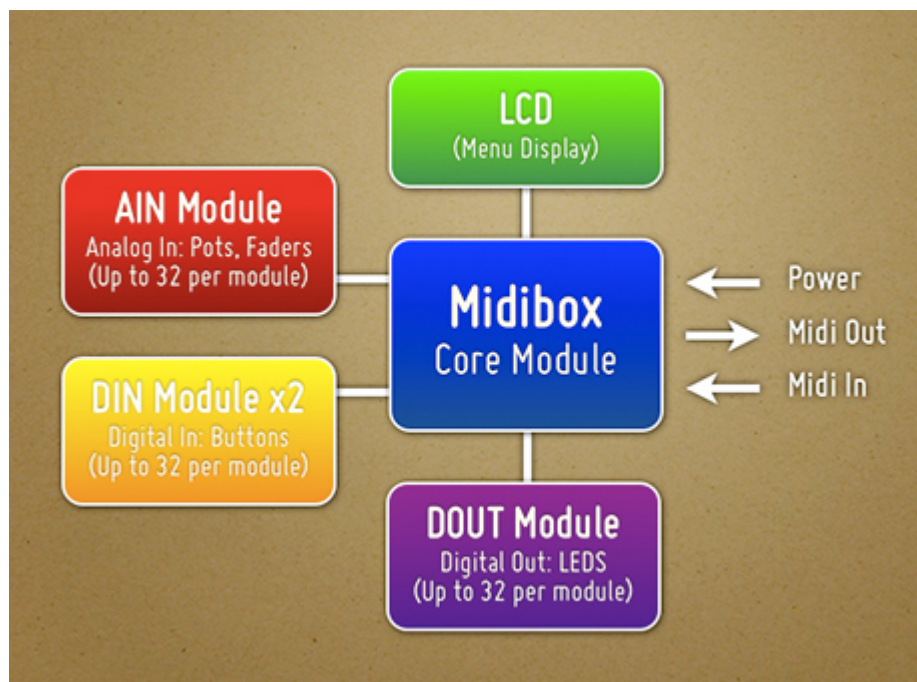 LCD
(Menu Display)
AIN Module
Analog In: Pots, Faders
(Up to 32 per module)
Midibox
Core Module
Power
Midi Out
Midi In
DIN Module x2
Digital In: Buttons
(Up to 32 per module)
DOUT Module
Digital Out: LEDS
(Up to 32 per module)